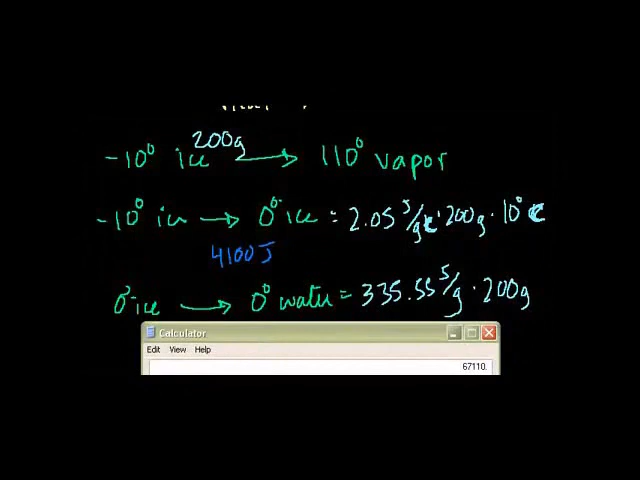 200g
-10° ice → 110° vapor
-10° ice → 0° ice = 2.05 J/g°C · 200g · 10° C
4100 J
0° ice → 0° water = 335.55 J/g · 200g
Calculator
Edit View Help
67110.